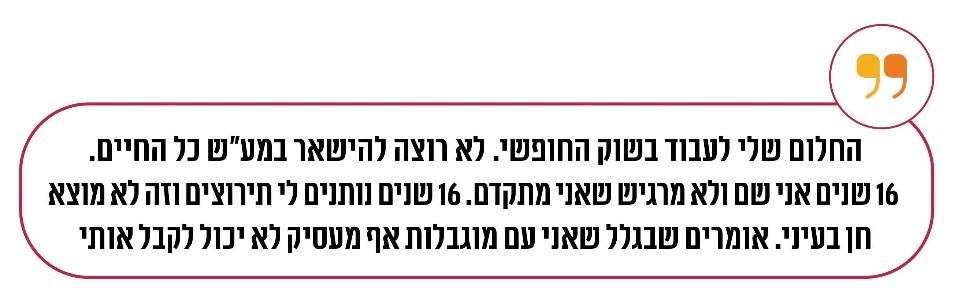 החלום שלי לעבוד בשוק החופשי. לא רוצה להישאר במע"ש כל החיים.
16 שנים אני שם ולא מרגיש שאני מתקדם. 16 שנים נותנים לי תירוצים וזה לא מוצא
חן בעיני. אומרים שבגלל שאני עם מוגבלות אף מעסיק לא יכול לקבל אותי